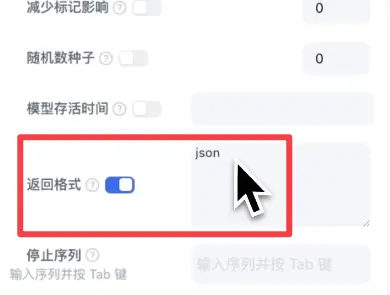 减少标记影响 0
随机数种子 0
模型存活时间
json
返回格式
停止序列
输入序列并按 Tab 键
输入序列并按 Tab 键